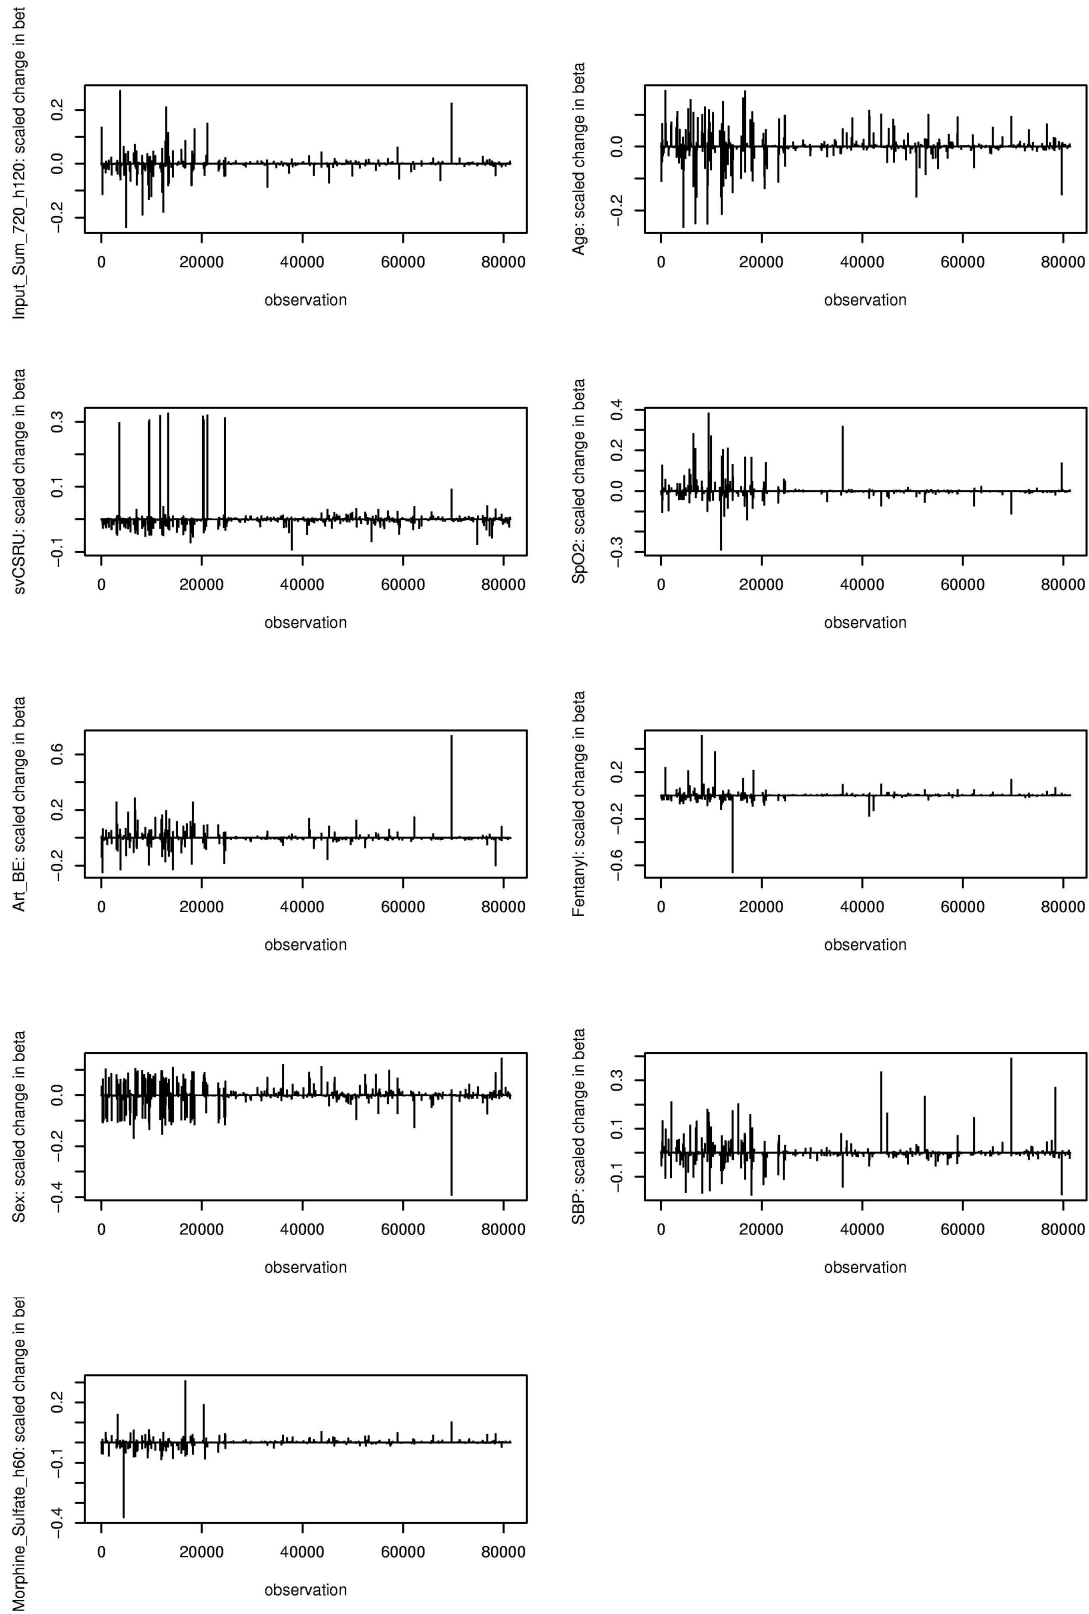 Input_Sum_720_h120: scaled change in bet
0.2
0.0
−0.2
0 20000 40000 60000 80000
observation
Age: scaled change in beta
0.0
−0.2
0 20000 40000 60000 80000
observation
svCSRU: scaled change in beta
0.3
0.1
−0.1
0 20000 40000 60000 80000
observation
SpO2: scaled change in beta
0.4
0.2
0.0
−0.3
0 20000 40000 60000 80000
observation
Art_BE: scaled change in beta
0.6
0.2
−0.2
0 20000 40000 60000 80000
observation
Fentanyl: scaled change in beta
0.2
−0.2
−0.6
0 20000 40000 60000 80000
observation
Sex: scaled change in beta
0.0
−0.2
−0.4
0 20000 40000 60000 80000
observation
SBP: scaled change in beta
0.3
0.1
−0.1
0 20000 40000 60000 80000
observation
Morphine_Sulfate_h60: scaled change in bet
0.2
−0.1
−0.4
0 20000 40000 60000 80000
observation